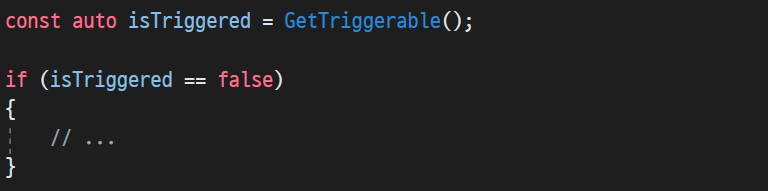 const auto isTriggered = GetTriggerable();
if (isTriggered == false)
{
// ...
}